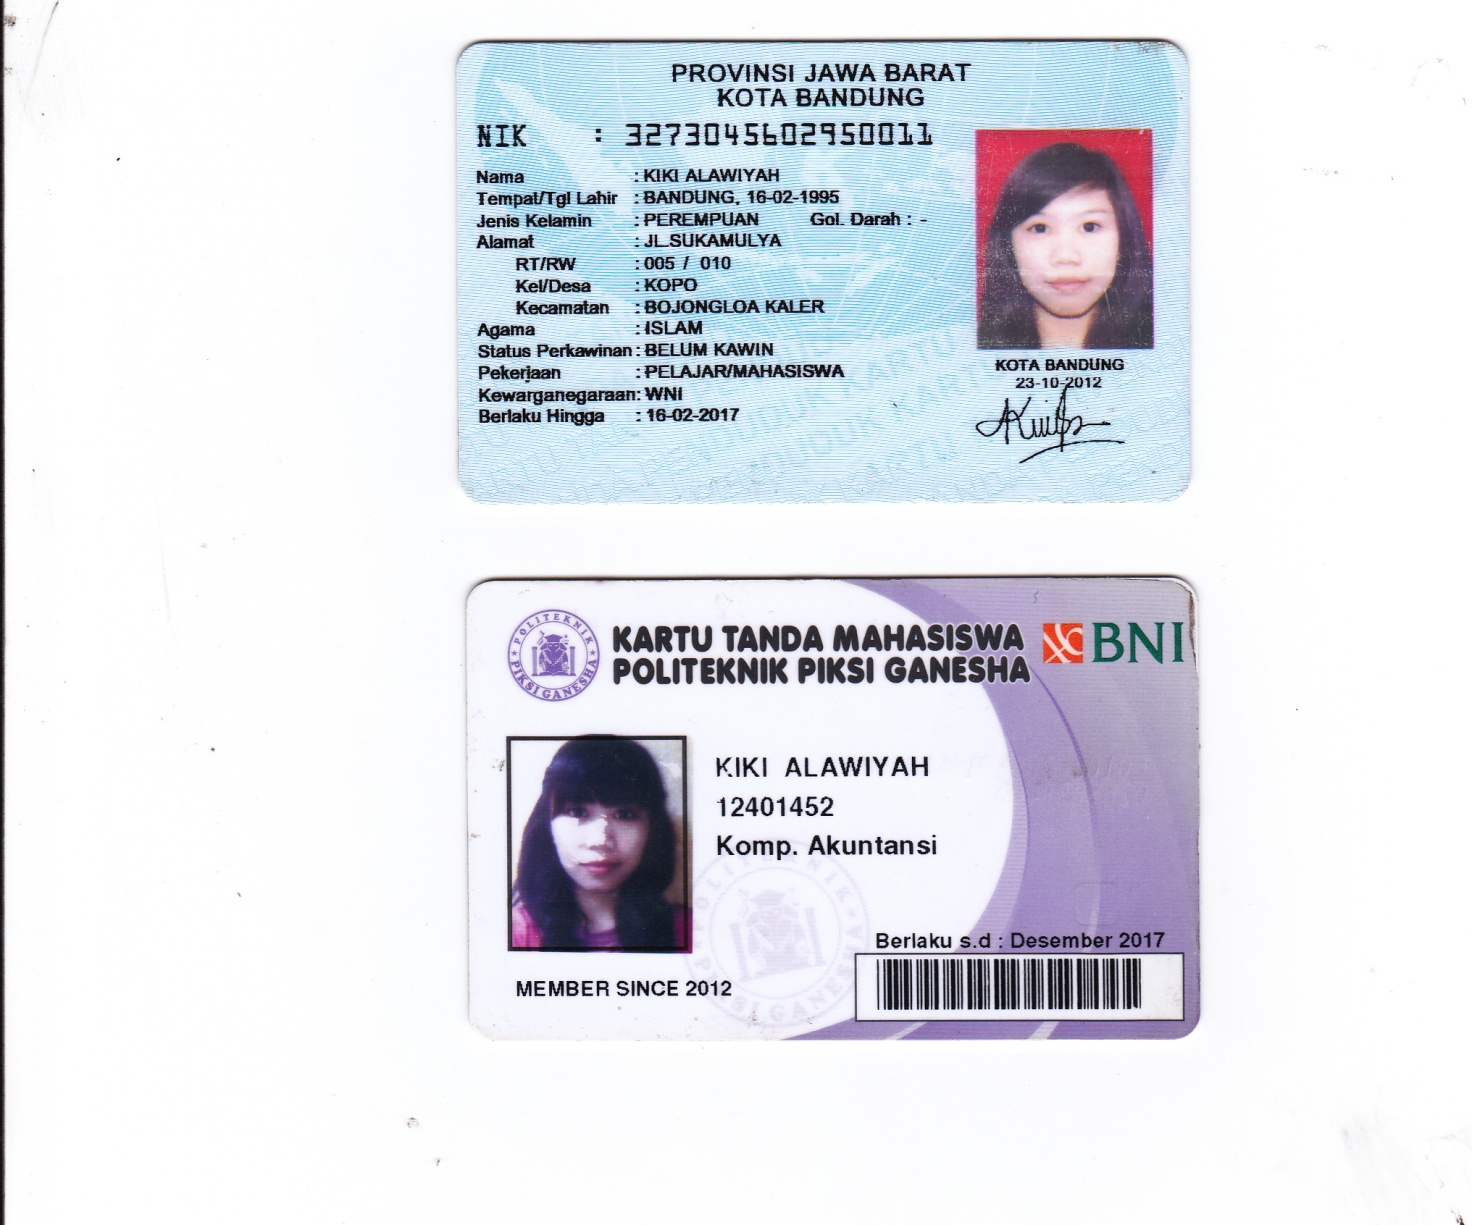 PROVINSI JAWA BARAT
KOTA BANDUNG
NIK : 3273045602950011
Nama : KIKI ALAWIYAH
Tempat/Tgl Lahir : BANDUNG, 16-02-1995
Jenis Kelamin : PEREMPUAN Gol. Darah : -
Alamat : JL.SUKAMULYA
RT/RW : 005 / 010
Kel/Desa : KOPO
Kecamatan : BOJONGLOA KALER
Agama : ISLAM
Status Perkawinan : BELUM KAWIN
Pekerjaan : PELAJAR/MAHASISWA
Kewarganegaraan: WNI
Berlaku Hingga : 16-02-2017
KOTA BANDUNG
23-10-2012
POLITEKNIK
PIKSI GANESHA
KARTU TANDA MAHASISWA
POLITEKNIK PIKSI GANESHA
BNI
KIKI ALAWIYAH
12401452
Komp. Akuntansi
Berlaku s.d : Desember 2017
MEMBER SINCE 2012